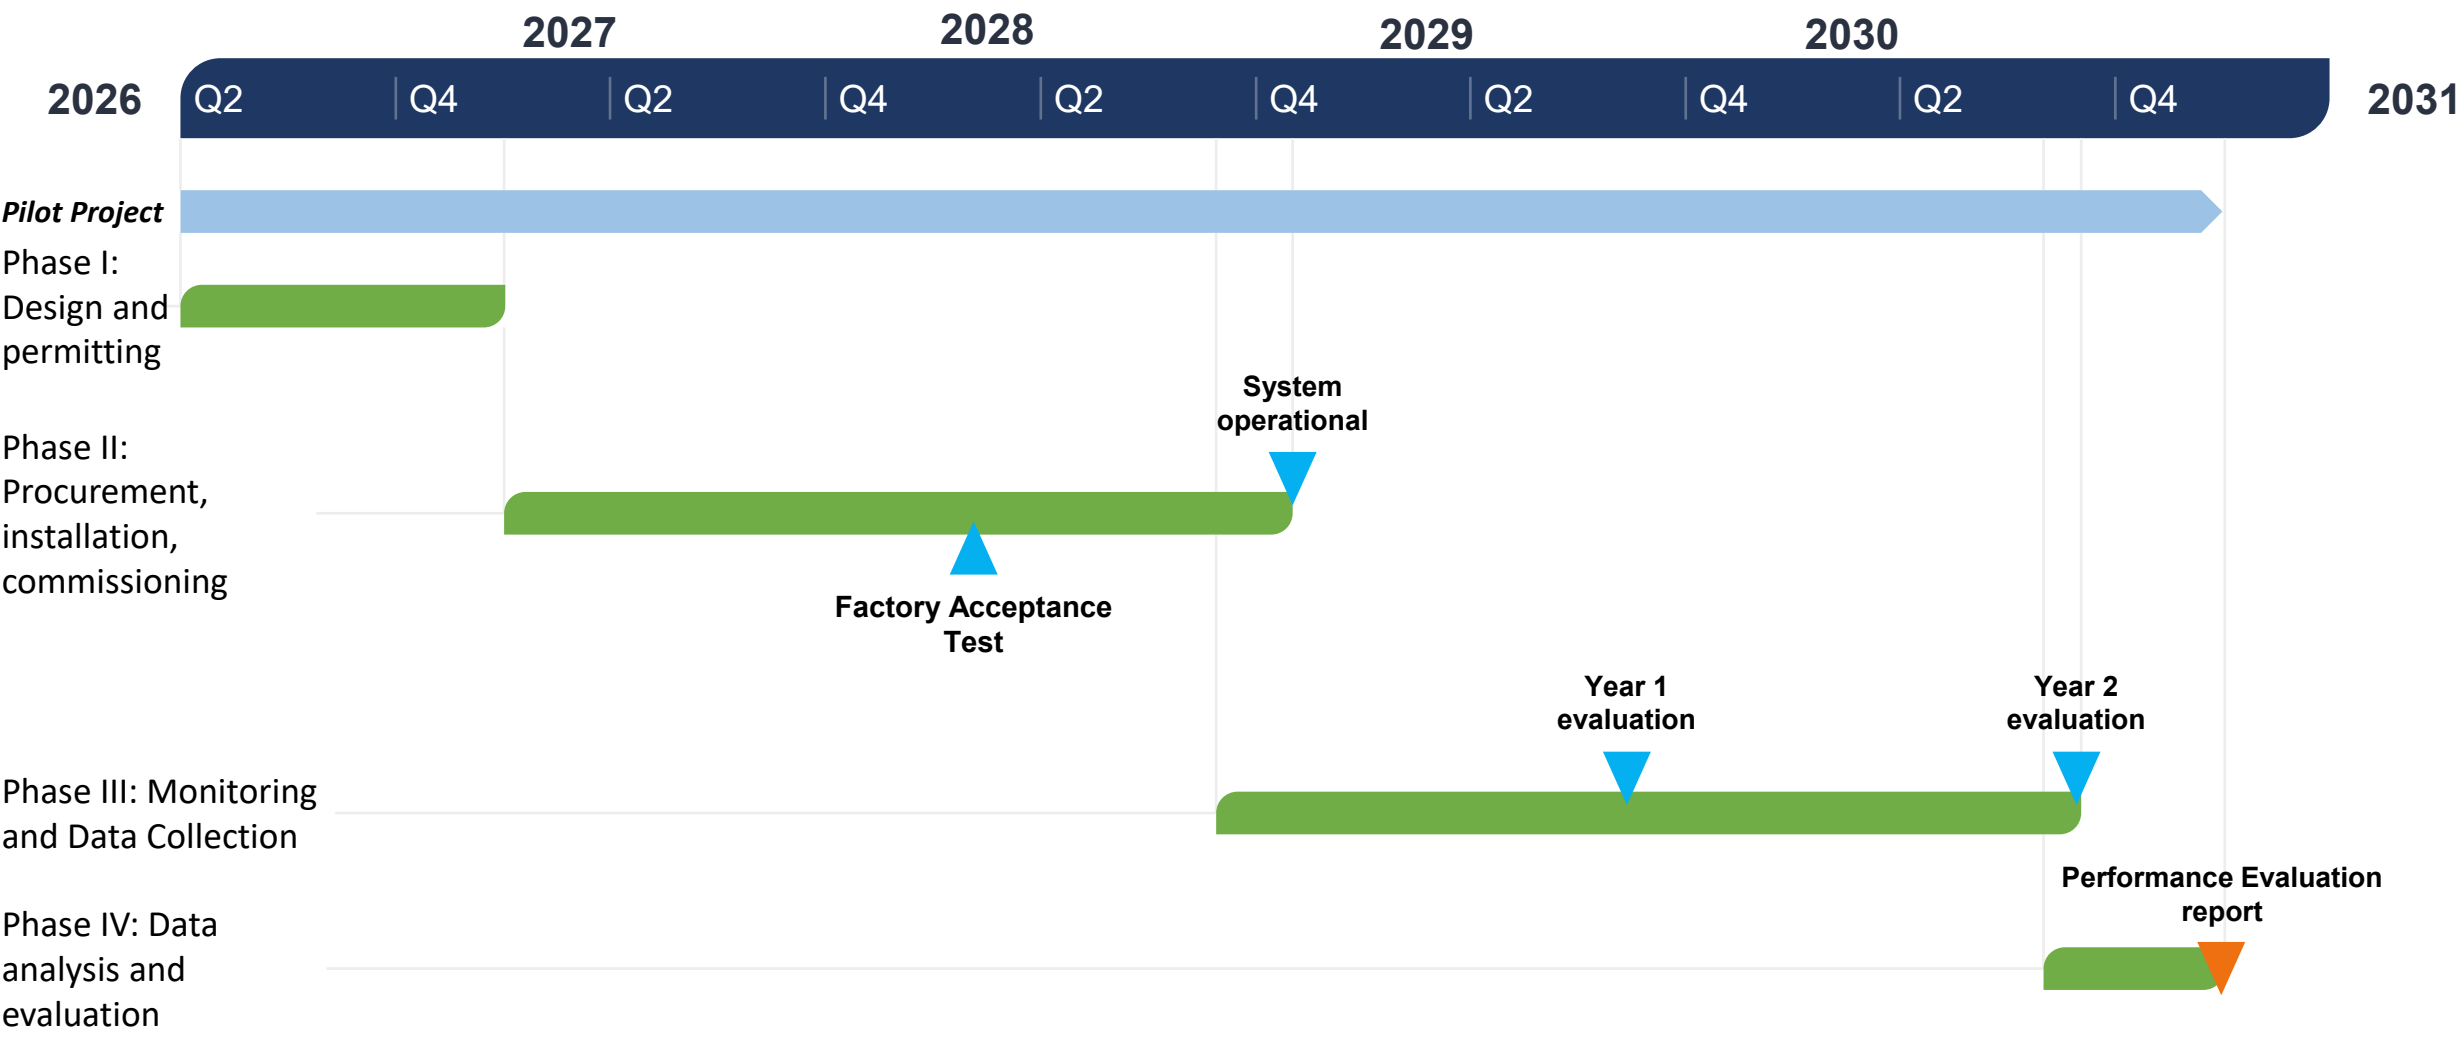 2027
2028
2029
2030
2026
Q2
Q4
Q2
Q4
Q2
Q4
Q2
Q4
Q2
Q4
2031
Pilot Project
Phase I:
Design and
permitting
System
operational
Phase II:
Procurement,
installation,
commissioning
Factory Acceptance
Test
Year 1
evaluation
Year 2
evaluation
Phase III: Monitoring
and Data Collection
Performance Evaluation
report
Phase IV: Data
analysis and
evaluation